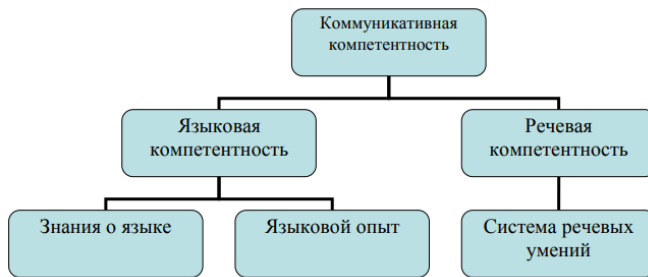 Коммуникативная
компетентность
Языковая
компетентность
Речевая
компетентность
Знания о языке
Языковой опыт
Система речевых
умений